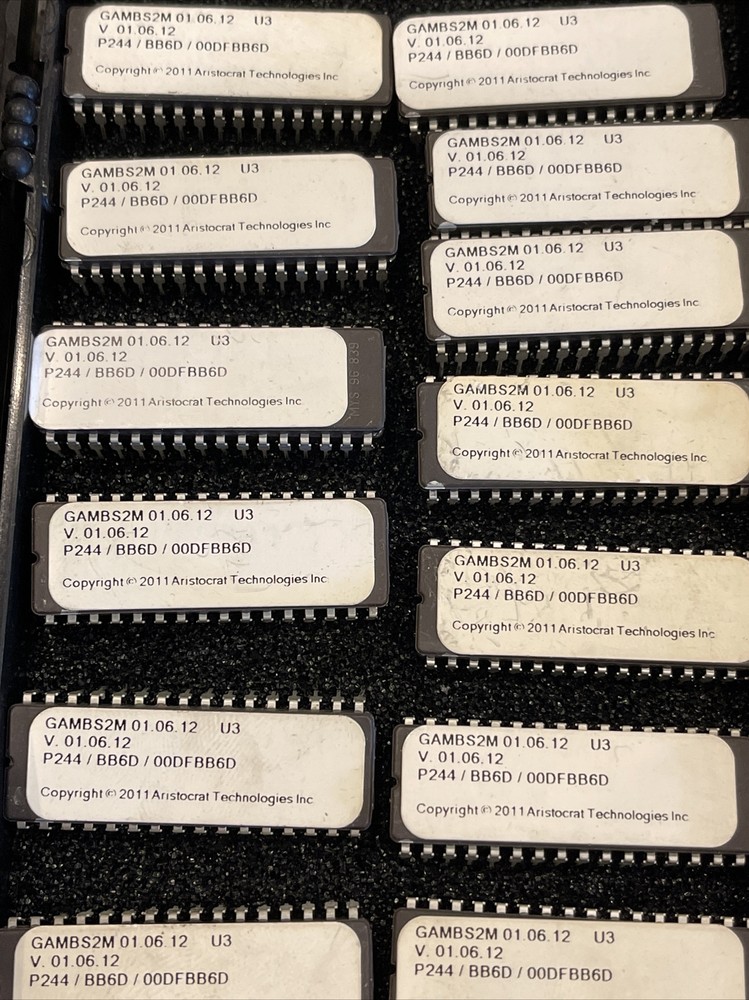 GAMBS2M 01.06.12 U3
V. 01.06.12
P244 / BB6D / 00DFBB6D
Copyright © 2011 Aristocrat Technologies Inc
GAMBS2M 01.06.12 U3
V. 01.06.12
P244 / BB6D / 00DFBB6D
Copyright © 2011 Aristocrat Technologies Inc
GAMBS2M 01.06.12 U3
V. 01.06.12
P244 / BB6D / 00DFBB6D
Copyright © 2011 Aristocrat Technologies Inc
GAMBS2M 01.06.12 U3
V. 01.06.12
P244 / BB6D / 00DFBB6D
Copyright © 2011 Aristocrat Technologies Inc
GAMBS2M 01.06.12 U3
V. 01.06.12
P244 / BB6D / 00DFBB6D
Copyright © 2011 Aristocrat Technologies Inc
GAMBS2M 01.06.12 U3
V. 01.06.12
P244 / BB6D / 00DFBB6D
Copyright © 2011 Aristocrat Technologies Inc
MYS 96 839
GAMBS2M 01.06.12 U3
V. 01.06.12
P244 / BB6D / 00DFBB6D
Copyright © 2011 Aristocrat Technologies Inc
GAMBS2M 01.06.12 U3
V. 01.06.12
P244 / BB6D / 00DFBB6D
Copyright © 2011 Aristocrat Technologies Inc
GAMBS2M 01.06.12 U3
V. 01.06.12
P244 / BB6D / 00DFBB6D
Copyright © 2011 Aristocrat Technologies Inc
GAMBS2M 01.06.12 U3
V. 01.06.12
P244 / BB6D / 00DFBB6D
Copyright © 2011 Aristocrat Technologies Inc
GAMBS2M 01.06.12 U3
V. 01.06.12
P244 / BB6D / 00DFBB6D
Copyright © 2011 Aristocrat Technologies Inc
GAMBS2M 01.06.12 U3
V. 01.06.12
P244 / BB6D / 00DFBB6D
GAMBS2M 01.06.12 U3
V. 01.06.12
P244 / BB6D / 00DFBB6D